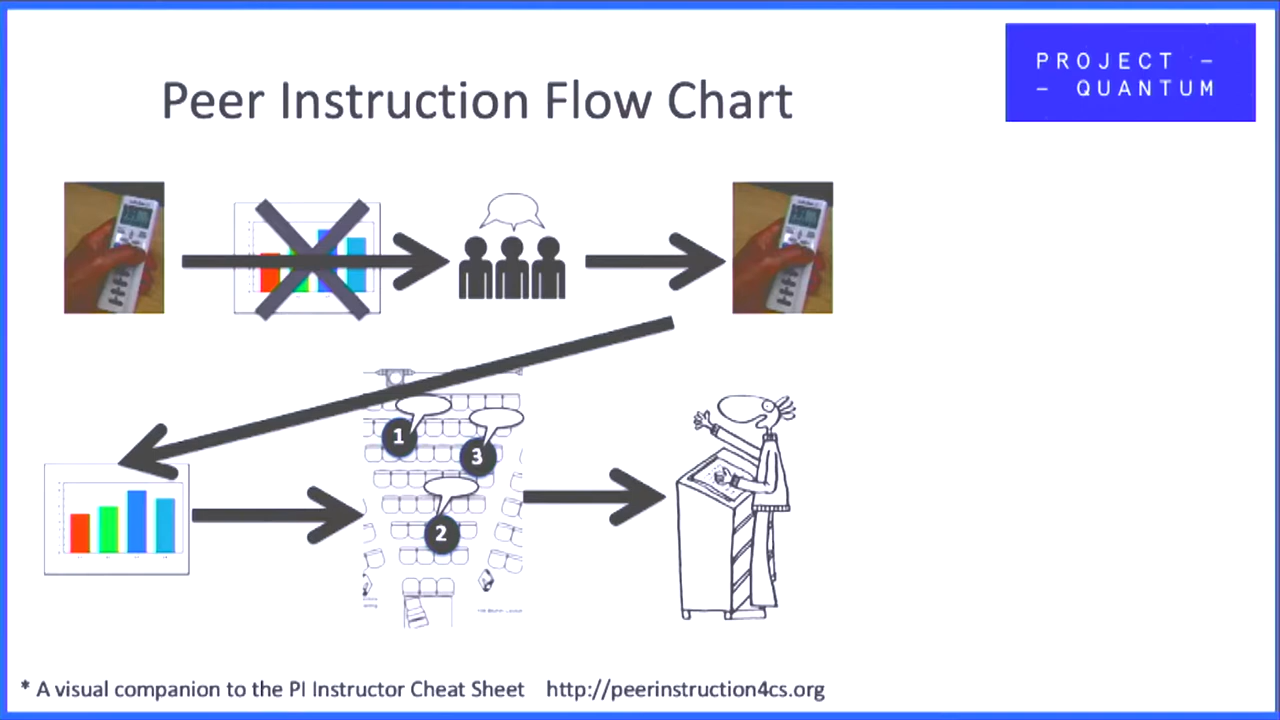 PROJECT –
– QUANTUM
Peer Instruction Flow Chart
1
3
2
* A visual companion to the PI Instructor Cheat Sheet http://peerinstruction4cs.org